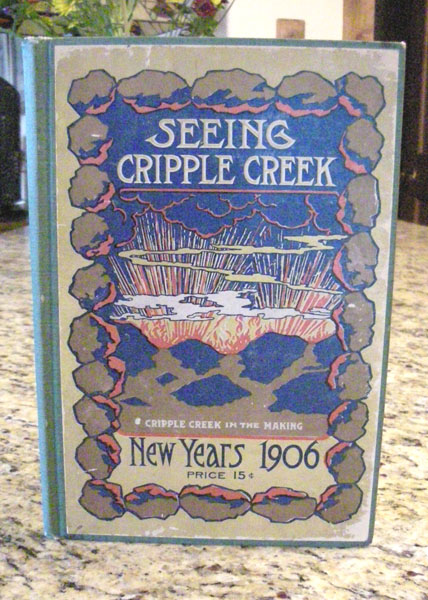 SEEING
CRIPPLE CREEK
CRIPPLE CREEK IN THE MAKING
NEW YEARS 1906
PRICE 15¢